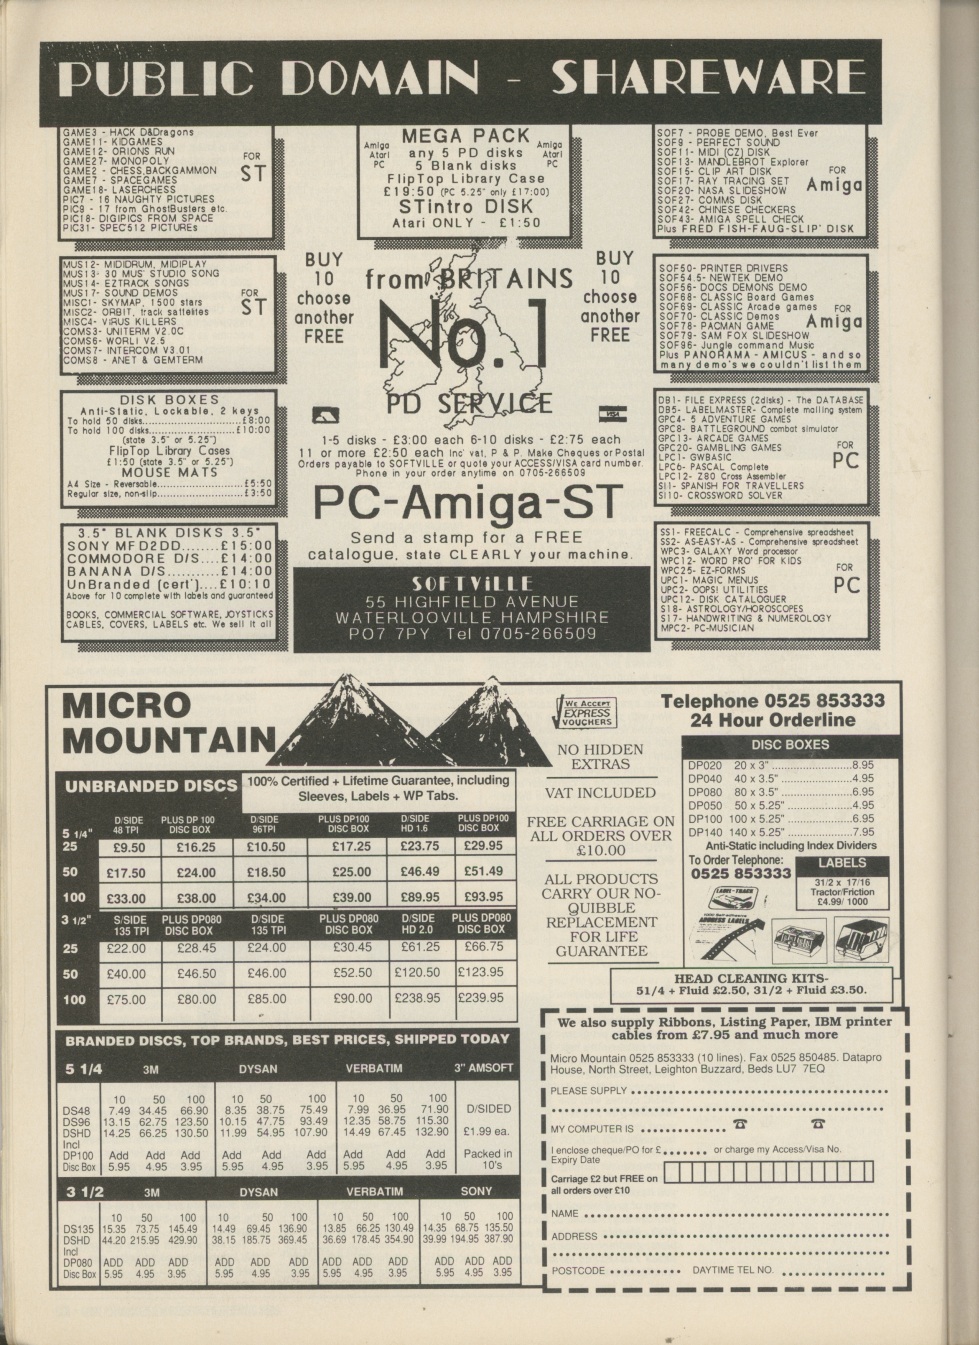 PUBLIC DOMAIN - SHAREWARE
GAME3 - HACK D&Dragons
GAME11- KIDGAMES
GAME12- ORIONS RUN
GAME27- MONOPOLY
GAME2 - CHESS,BACKGAMMON
GAME7 - SPACEGAMES
GAME18- LASERCHESS
PIC7 - 16 NAUGHTY PICTURES
PIC9 - 17 from GhostBusters etc.
PIC18- DIGIPICS FROM SPACE
PIC31- SPEC512 PICTUREs
FOR
ST
MUS12- MIDIDRUM, MIDIPLAY
MUS13- 30 MUS' STUDIO SONG
MUS14- EZTRACK SONGS
MUS17- SOUND DEMOS
MISC1- SKYMAP, 1500 stars
MISC2- ORBIT, track sattelites
MISC4- VIRUS KILLERS
COMS3- UNITERM V2.0C
COMS6- WORLI V2.5
COMS7- INTERCOM V3.01
COMS8 - ANET & GEMTERM
FOR
ST
DISK BOXES
Anti-Static, Lockable, 2 keys
To hold 50 disks...£8:00
To hold 100 disks...£10:00
(state 3.5" or 5.25")
FlipTop Library Cases
£1:50 (state 3.5" or 5.25")
MOUSE MATS
A4 Size - Reversable...£5:50
Regular size, non-slip...£3:50
3.5" BLANK DISKS 3.5"
SONY MFD2DD........£15:00
COMMODORE D/S....£14:00
BANANA D/S..........£14:00
UnBranded (cert')....£10:10
Above for 10 complete with labels and guaranteed
BOOKS, COMMERCIAL SOFTWARE, JOYSTICKS
CABLES, COVERS, LABELS etc. We sell it all
MEGA PACK
Amiga
Atari
PC
any 5 PD disks
5 Blank disks
Amiga
Atari
PC
FlipTop Library Case
£19:50 (PC 5.25" only £17:00)
STintro DISK
Atari ONLY - £1:50
BUY
10
choose
another
FREE
from BRITAINS
No.1
PD SERVICE
BUY
10
choose
another
FREE
VISA
1-5 disks - £3:00 each 6-10 disks - £2:75 each
11 or more £2:50 each Inc' vat, P & P. Make Cheques or Postal
Orders payable to SOFTVILLE or quote your ACCESS/VISA card number.
Phone in your order anytime on 0705-266509
PC-Amiga-ST
Send a stamp for a FREE
catalogue, state CLEARLY your machine.
SOFTViLLE
55 HIGHFIELD AVENUE
WATERLOOVILLE HAMPSHIRE
PO7 7PY Tel 0705-266509
SOF7 - PROBE DEMO, Best Ever
SOF9 - PERFECT SOUND
SOF11- MIDI (CZ) DISK
SOF13- MANDLEBROT Explorer
SOF15- CLIP ART DISK
SOF17- RAY TRACING SET
SOF20- NASA SLIDESHOW
SOF27- COMMS DISK
SOF42- CHINESE CHECKERS
SOF43- AMIGA SPELL CHECK
Plus FRED FISH-FAUG-SLIP' DISK
FOR
Amiga
SOF50- PRINTER DRIVERS
SOF54.5- NEWTEK DEMO
SOF56- DOCS DEMONS DEMO
SOF68- CLASSIC Board Games
SOF69- CLASSIC Arcade games
SOF70- CLASSIC Demos
SOF78- PACMAN GAME
SOF79- SAM FOX SLIDESHOW
SOF96- Jungle command Music
Plus PANORAMA - AMICUS - and so
many demo's we couldn't list them
FOR
Amiga
DB1- FILE EXPRESS (2disks) - The DATABASE
DB5- LABELMASTER- Complete mailing system
GPC4- 5 ADVENTURE GAMES
GPC8- BATTLEGROUND combat simulator
GPC13- ARCADE GAMES
GPC20- GAMBLING GAMES
LPC1- GWBASIC
LPC6- PASCAL Complete
LPC12- Z80 Cross Assembler
SI1- SPANISH FOR TRAVELLERS
SI10- CROSSWORD SOLVER
FOR
PC
SS1- FREECALC - Comprehensive spreadsheet
SS2- AS-EASY-AS - Comprehensive spreadsheet
WPC3- GALAXY Word processor
WPC12- WORD PRO' FOR KIDS
WPC25- EZ-FORMS
UPC1- MAGIC MENUS
UPC2- OOPS! UTILITIES
UPC12- DISK CATALOGUER
S18- ASTROLOGY/HOROSCOPES
S17- HANDWRITING & NUMEROLOGY
MPC2- PC-MUSICIAN
FOR
PC
MICRO
MOUNTAIN
UNBRANDED DISCS
100% Certified + Lifetime Guarantee, including
Sleeves, Labels + WP Tabs.
5 1/4" D/SIDE 48 TPI PLUS DP 100 DISC BOX D/SIDE 96TPI PLUS DP100 DISC BOX D/SIDE HD 1.6 PLUS DP100 DISC BOX
25 £9.50 £16.25 £10.50 £17.25 £23.75 £29.95
50 £17.50 £24.00 £18.50 £25.00 £46.49 £51.49
100 £33.00 £38.00 £34.00 £39.00 £89.95 £93.95
3 1/2" S/SIDE 135 TPI PLUS DP080 DISC BOX D/SIDE 135 TPI PLUS DP080 DISC BOX D/SIDE HD 2.0 PLUS DP080 DISC BOX
25 £22.00 £28.45 £24.00 £30.45 £61.25 £66.75
50 £40.00 £46.50 £46.00 £52.50 £120.50 £123.95
100 £75.00 £80.00 £85.00 £90.00 £238.95 £239.95
BRANDED DISCS, TOP BRANDS, BEST PRICES, SHIPPED TODAY
5 1/4 3M DYSAN VERBATIM 3" AMSOFT
10 50 100 10 50 100 10 50 100
DS48 7.49 34.45 66.90 8.35 38.75 75.49 7.99 36.95 71.90 D/SIDED
DS96 13.15 62.75 123.50 10.15 47.75 93.49 12.35 58.75 115.30
DSHD 14.25 66.25 130.50 11.99 54.95 107.90 14.49 67.45 132.90 £1.99 ea.
Incl
DP100 Add Add Add Add Add Add Add Add Add Packed in
Disc Box 5.95 4.95 3.95 5.95 4.95 3.95 5.95 4.95 3.95 10's
3 1/2 3M DYSAN VERBATIM SONY
10 50 100 10 50 100 10 50 100 10 50 100
DS135 15.35 73.75 145.49 14.49 69.45 136.90 13.85 66.25 130.49 14.35 68.75 135.50
DSHD 44.20 215.95 429.90 38.15 185.75 369.45 36.69 178.45 354.90 39.99 194.95 387.90
Incl
DP080 ADD ADD ADD ADD ADD ADD ADD ADD ADD ADD ADD ADD
Disc Box 5.95 4.95 3.95 5.95 4.95 3.95 5.95 4.95 3.95 5.95 4.95 3.95
WE ACCEPT
EXPRESS
VOUCHERS
NO HIDDEN
EXTRAS
VAT INCLUDED
FREE CARRIAGE ON
ALL ORDERS OVER
£10.00
ALL PRODUCTS
CARRY OUR NO-
QUIBBLE
REPLACEMENT
FOR LIFE
GUARANTEE
Telephone 0525 853333
24 Hour Orderline
DISC BOXES
DP020 20 x 3" ...8.95
DP040 40 x 3.5" ...4.95
DP080 80 x 3.5" ...6.95
DP050 50 x 5.25" ...4.95
DP100 100 x 5.25" ...6.95
DP140 140 x 5.25" ...7.95
Anti-Static including Index Dividers
To Order Telephone:
0525 853333
LABELS
31/2 x 17/16
Tractor/Friction
£4.99/ 1000
LABEL-TRACK
ADDRESS LABELS
HEAD CLEANING KITS-
51/4 + Fluid £2.50, 31/2 + Fluid £3.50.
We also supply Ribbons, Listing Paper, IBM printer
cables from £7.95 and much more
Micro Mountain 0525 853333 (10 lines). Fax 0525 850485. Datapro
House, North Street, Leighton Buzzard, Beds LU7 7EQ
PLEASE SUPPLY
MY COMPUTER IS
I enclose cheque/PO for £....... or charge my Access/Visa No.
Expiry Date
Carriage £2 but FREE on
all orders over £10
NAME
ADDRESS
POSTCODE DAYTIME TEL NO.